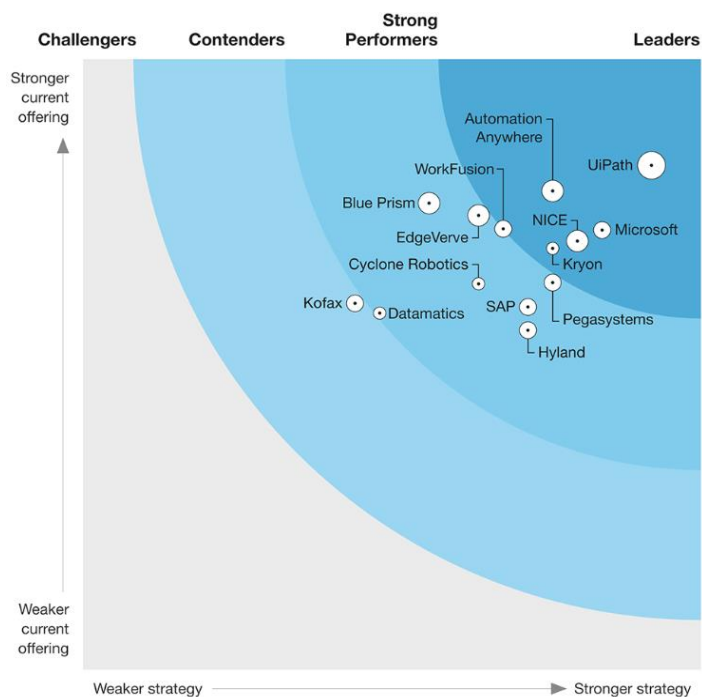 Challengers
Contenders
Strong
Performers
Leaders
Stronger
current
offering
Automation
Anywhere
UiPath
WorkFusion
Blue Prism
NICE
Microsoft
EdgeVerve
Kryon
Cyclone Robotics
Kofax
Datamatics
SAP
Pegasystems
Hyland
Weaker
current
offering
Weaker strategy
Stronger strategy